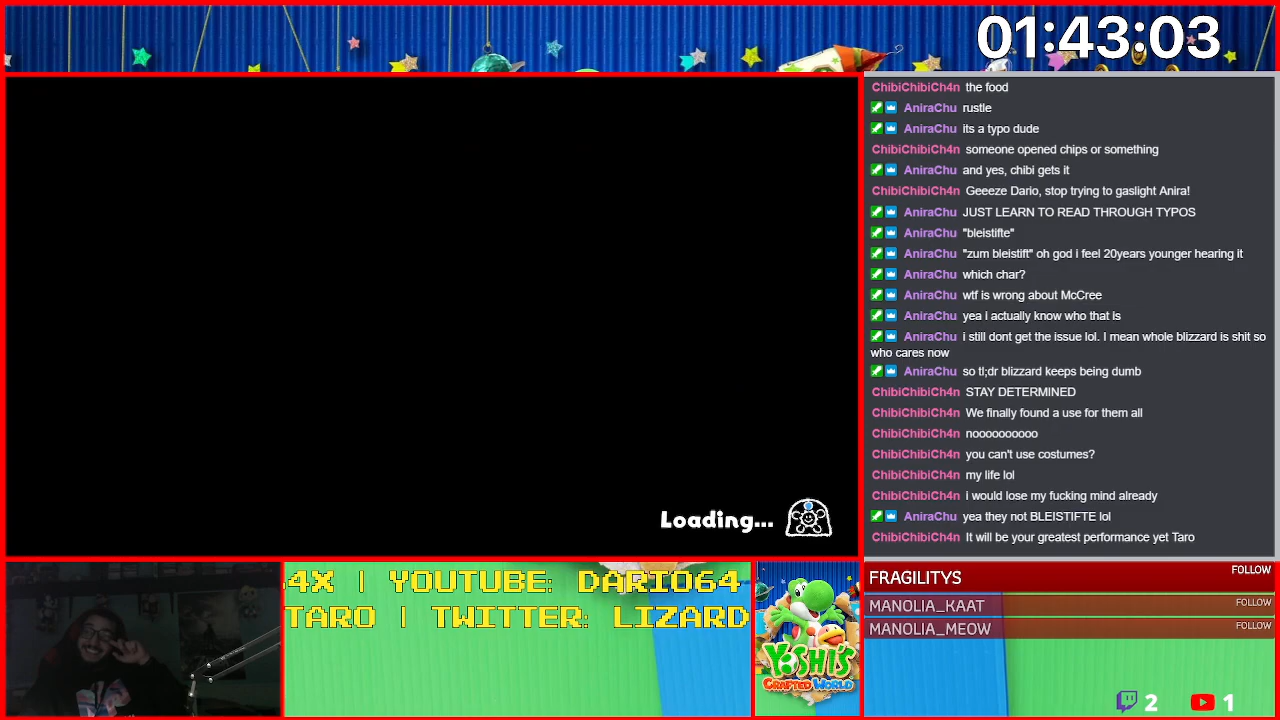 01:43:03
ChibiChibiCh4n the food
AniraChu rustle
AniraChu its a typo dude
ChibiChibiCh4n someone opened chips or something
AniraChu and yes, chibi gets it
ChibiChibiCh4n Geeeze Dario, stop trying to gaslight Anira!
AniraChu JUST LEARN TO READ THROUGH TYPOS
AniraChu "bleistifte"
AniraChu "zum bleistift" oh god i feel 20years younger hearing it
AniraChu which char?
AniraChu wtf is wrong about McCree
AniraChu yea i actually know who that is
AniraChu i still dont get the issue lol. I mean whole blizzard is shit so
who cares now
AniraChu so tl;dr blizzard keeps being dumb
ChibiChibiCh4n STAY DETERMINED
ChibiChibiCh4n We finally found a use for them all
ChibiChibiCh4n noooooooooo
ChibiChibiCh4n you can't use costumes?
ChibiChibiCh4n my life lol
ChibiChibiCh4n i would lose my fucking mind already
AniraChu yea they not BLEISTIFTE lol
ChibiChibiCh4n It will be your greatest performance yet Taro
Loading...
4X | YOUTUBE: DARIO64
TARO | TWITTER: LIZARD
YOSHI'S
CRAFTED WORLD
FRAGILITYS FOLLOW
MANOLIA_KAAT FOLLOW
MANOLIA_MEOW FOLLOW
2 1